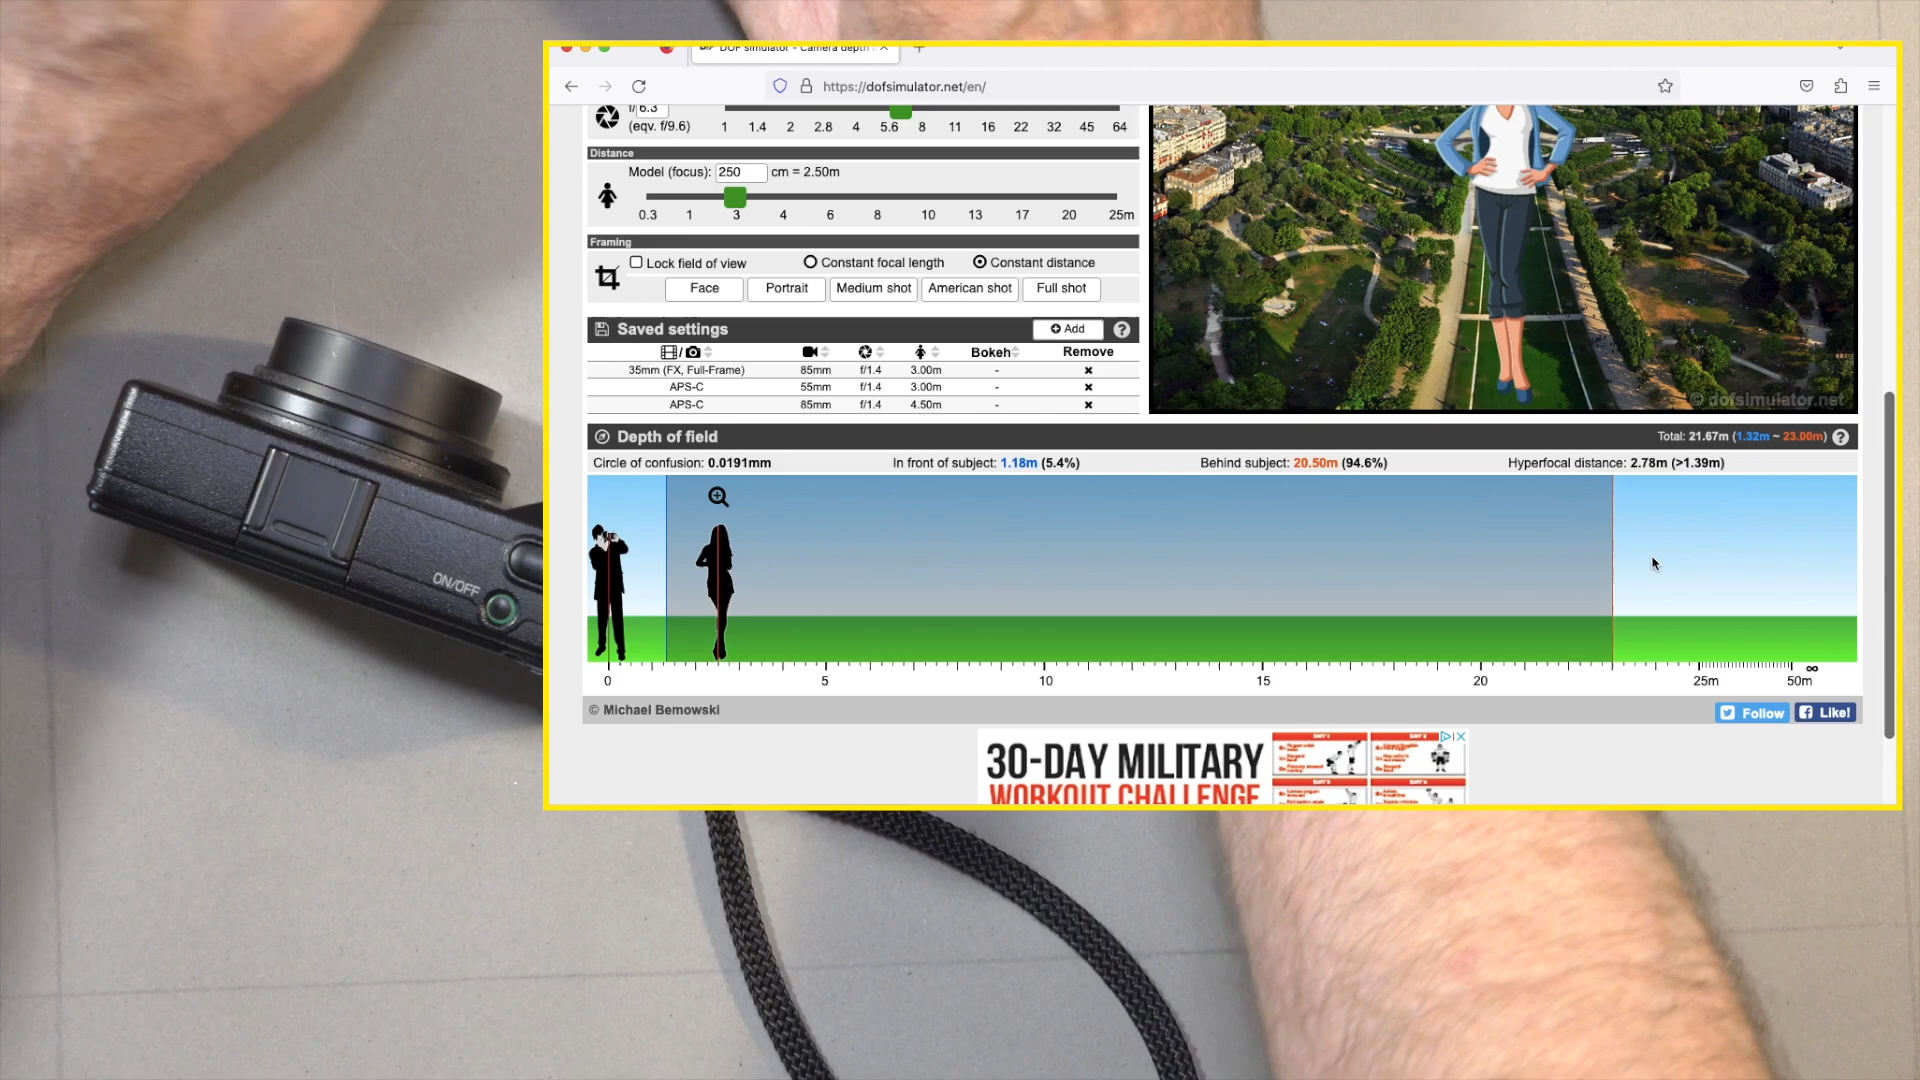 DOF simulator - Camera depth
https://dofsimulator.net/en/
f/ 6.3
(eqv. f/9.6)
1 1.4 2 2.8 4 5.6 8 11 16 22 32 45 64
Distance
Model (focus): 250 cm = 2.50m
0.3 1 3 4 6 8 10 13 17 20 25m
Framing
Lock field of view Constant focal length Constant distance
Face Portrait Medium shot American shot Full shot
Saved settings Add ?
/ Bokeh Remove
35mm (FX, Full-Frame) 85mm f/1.4 3.00m -
APS-C 55mm f/1.4 3.00m -
APS-C 85mm f/1.4 4.50m -
© dofsimulator.net
Depth of field Total: 21.67m (1.32m ~ 23.00m) ?
Circle of confusion: 0.0191mm In front of subject: 1.18m (5.4%) Behind subject: 20.50m (94.6%) Hyperfocal distance: 2.78m (>1.39m)
0 5 10 15 20 25m 50m ∞
© Michael Bemowski
Follow Like!
30-DAY MILITARY
WORKOUT CHALLENGE
ON/OFF